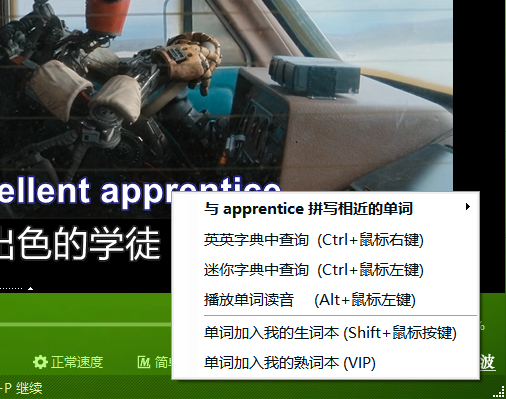 ellent apprentice
出色的学徒
与 apprentice 拼写相近的单词
英英字典中查询 (Ctrl+鼠标右键)
迷你字典中查询 (Ctrl+鼠标左键)
播放单词读音 (Alt+鼠标左键)
单词加入我的生词本 (Shift+鼠标按键)
单词加入我的熟词本 (VIP)
%
正常速度 简单 波
-P 继续